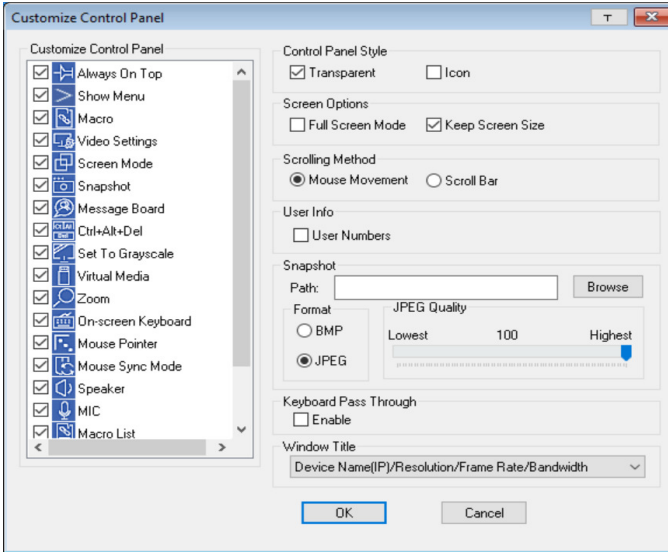 Customize Control Panel
T
Customize Control Panel
Always On Top
Show Menu
Macro
Video Settings
Screen Mode
Snapshot
Message Board
Ctrl+Alt+Del
Set To Grayscale
Virtual Media
Zoom
On-screen Keyboard
Mouse Pointer
Mouse Sync Mode
Speaker
MIC
Macro List
Control Panel Style
Transparent Icon
Screen Options
Full Screen Mode Keep Screen Size
Scrolling Method
Mouse Movement Scroll Bar
User Info
User Numbers
Snapshot
Path: Browse
Format
BMP
JPEG
JPEG Quality
Lowest 100 Highest
Keyboard Pass Through
Enable
Window Title
Device Name(IP)/Resolution/Frame Rate/Bandwidth
OK Cancel